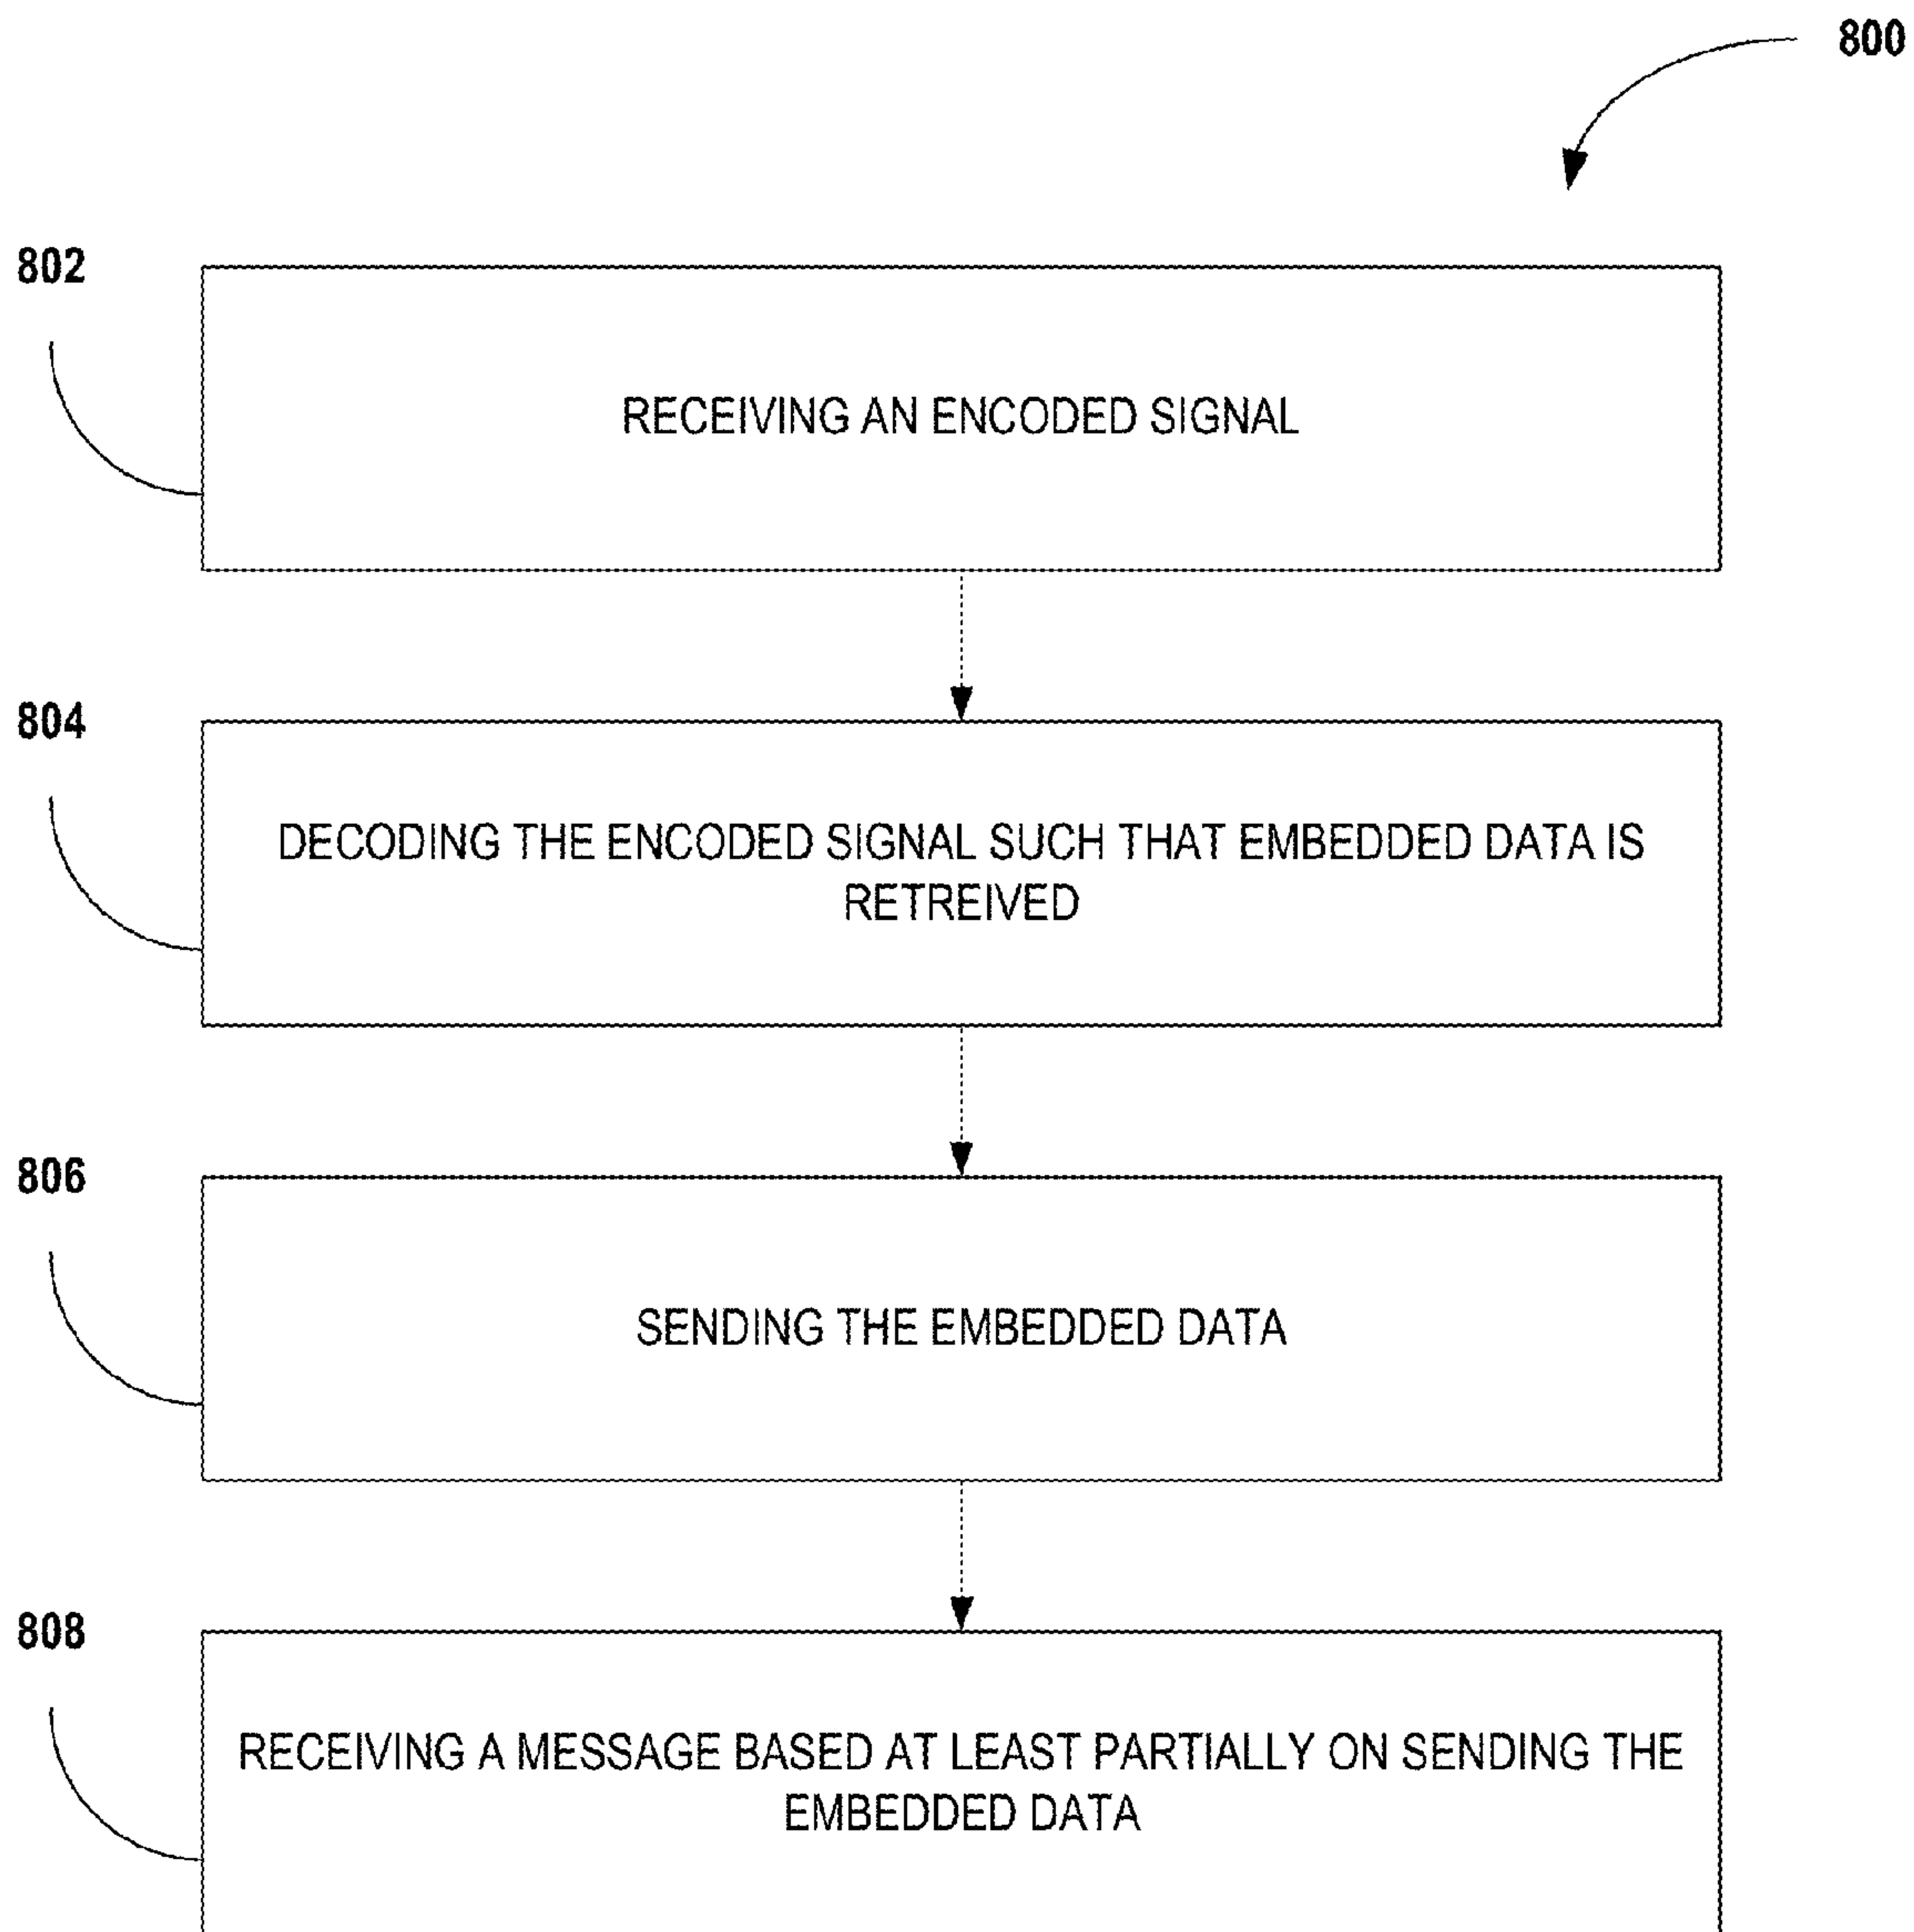 800
802
RECEIVING AN ENCODED SIGNAL
804
DECODING THE ENCODED SIGNAL SUCH THAT EMBEDDED DATA IS
RETREIVED
806
SENDING THE EMBEDDED DATA
808
RECEIVING A MESSAGE BASED AT LEAST PARTIALLY ON SENDING THE
EMBEDDED DATA